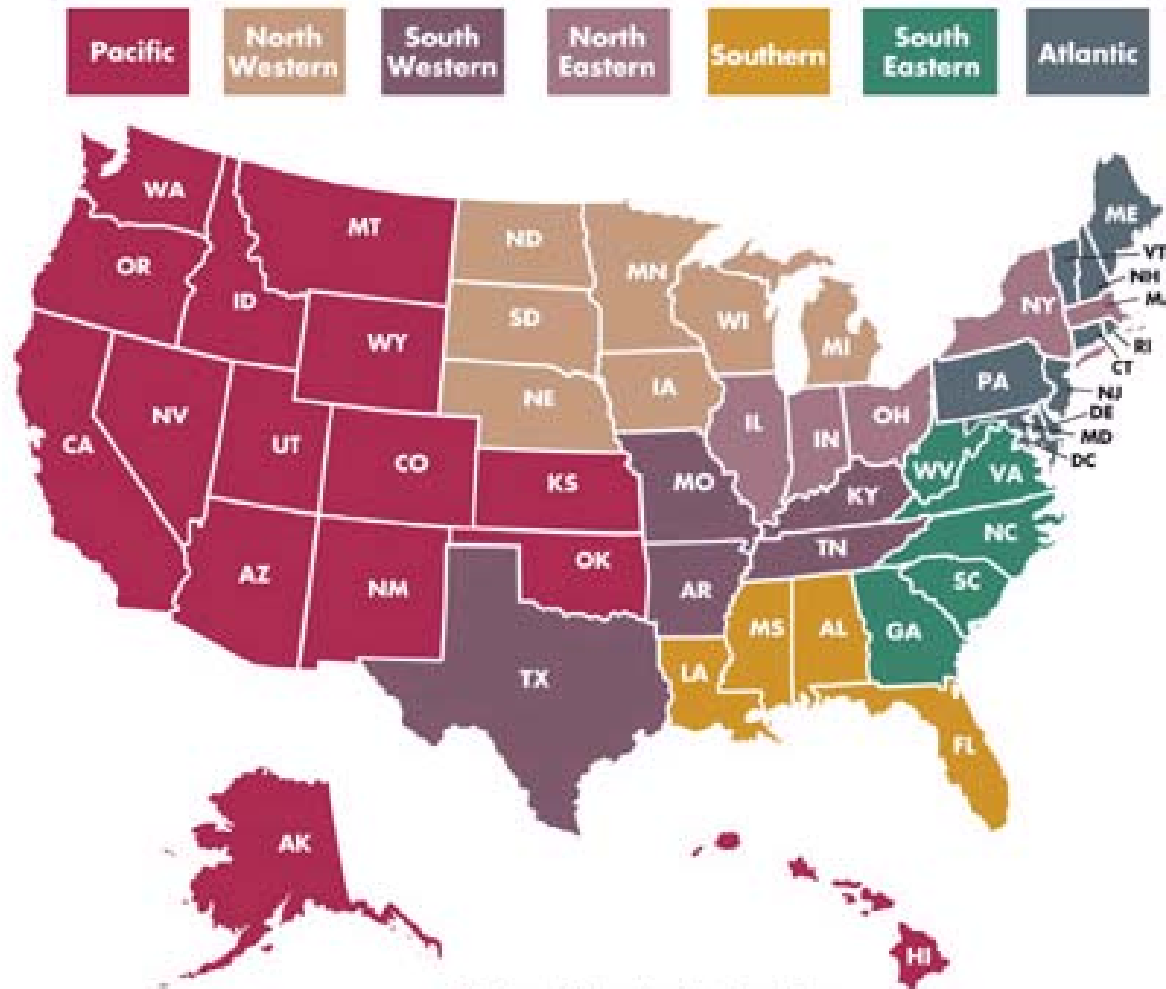 Pacific
North
Western
South
Western
North
Eastern
Southern
South
Eastern
Atlantic
WA
MT
ND
MN
ME
VT
OR
ID
SD
WI
MI
NY
NH
WY
RI
NE
IA
PA
CT
NV
IL
IN
OH
NJ
DE
CA
UT
CO
KS
MO
KY
WV
VA
MD
DC
AZ
NM
OK
AR
TN
NC
SC
TX
LA
MS
AL
GA
FL
AK
HI